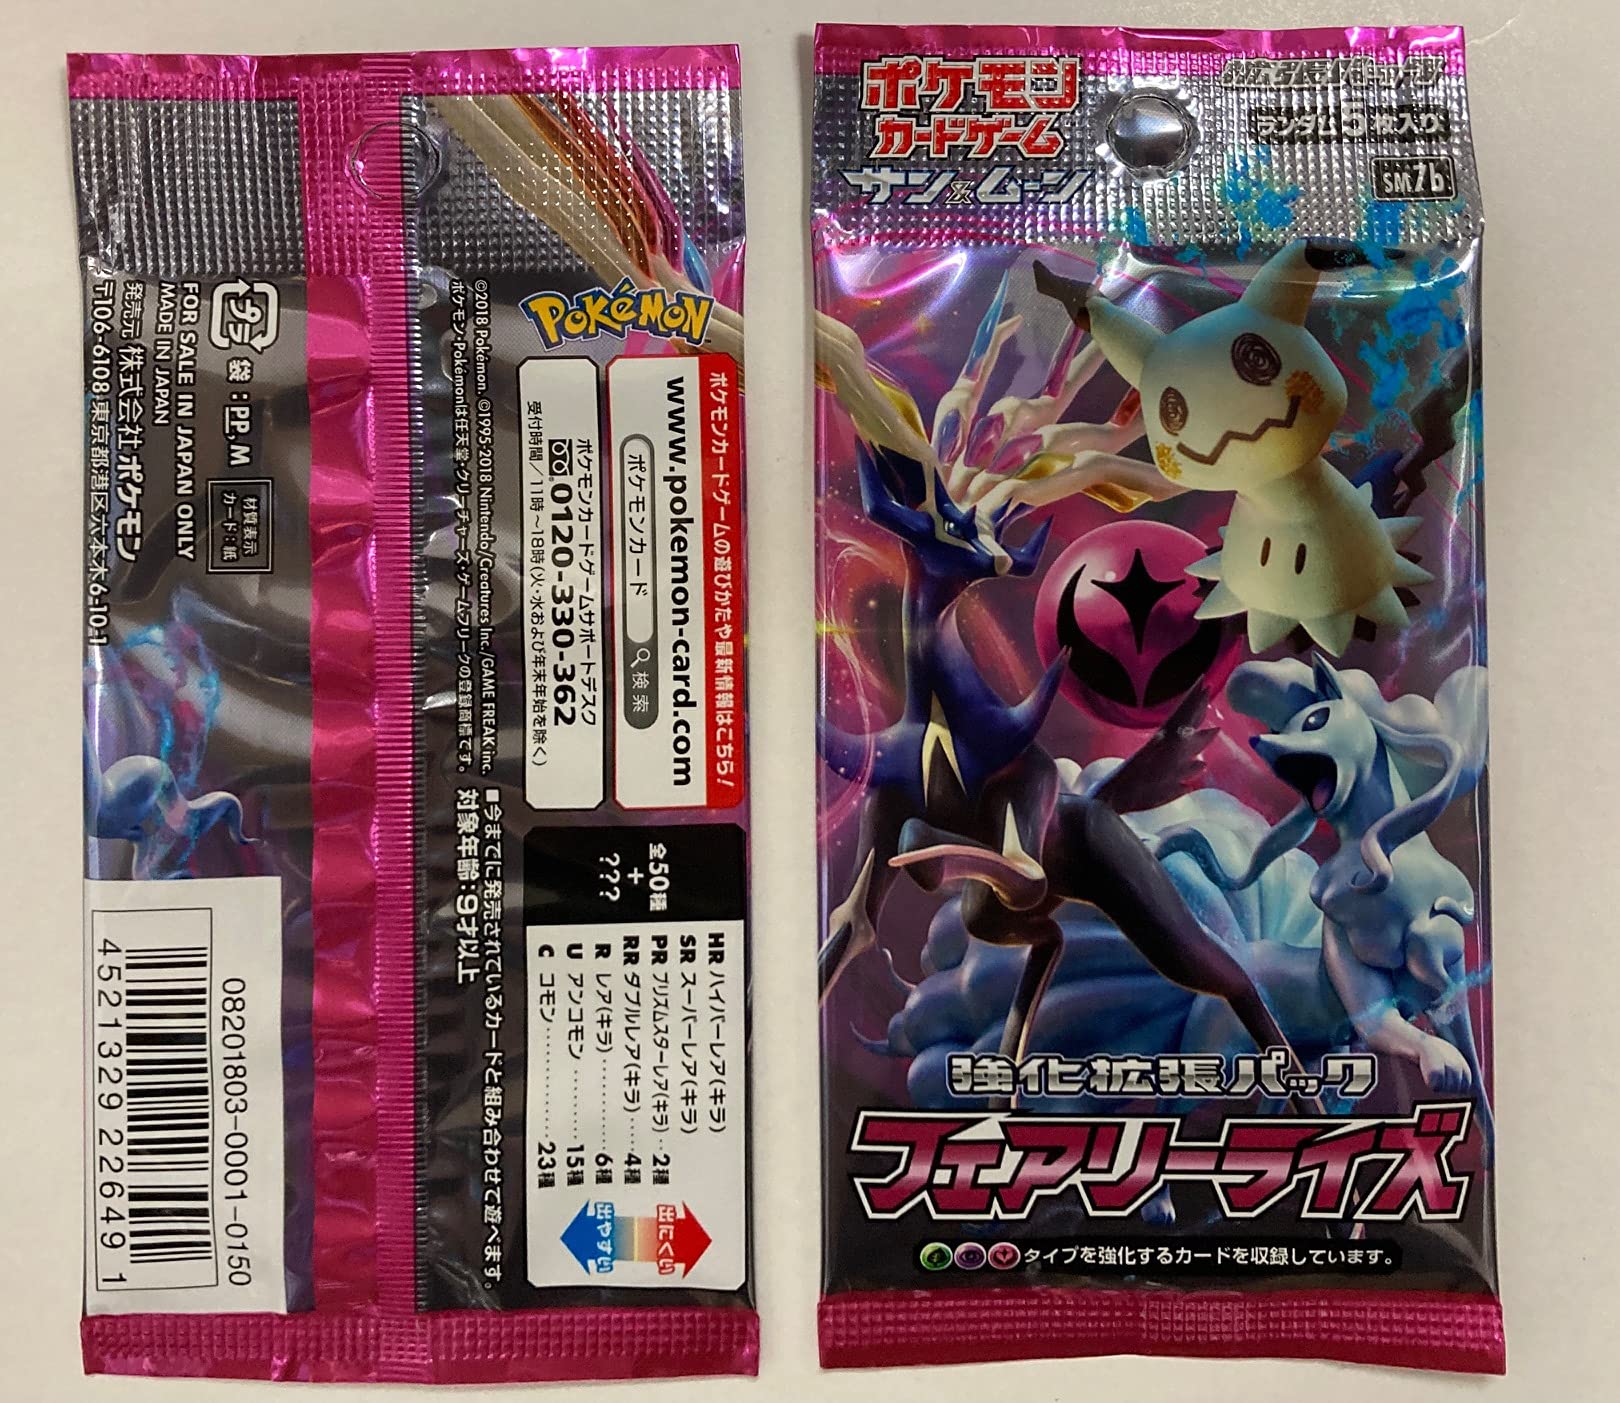 ポケモン
カードゲーム
サン&ムーン
ランダム5枚入り
SM7b
強化拡張パック
フェアリーライズ
タイプを強化するカードを収録しています。
Pokémon
ポケモンカードゲームの遊びかたや最新情報はこちら!
www.pokemon-card.com
ポケモンカード 検索
ポケモンカードゲームサポートデスク
0120-330-362
受付時間/11時〜18時(火・水および年末年始を除く)
©2018 Pokémon. ©1995-2018 Nintendo/Creatures Inc./GAME FREAK inc.
ポケモン・Pokémonは任天堂・クリーチャーズ・ゲームフリークの登録商標です。
■今までに発売されているカードと組み合わせて遊べます。
対象年齢:9才以上
全50種
+
???
HR ハイパーレア(キラ)
SR スーパーレア(キラ)
PR プリズムスターレア(キラ)‥2種
RR ダブルレア(キラ)‥‥4種
R レア(キラ)‥‥‥‥6種
U アンコモン‥‥‥‥15種
C コモン‥‥‥‥‥‥23種
出にくい
出やすい
プラ
袋:PP,M
材質表示
カード:紙
FOR SALE IN JAPAN ONLY
MADE IN JAPAN
発売元 株式会社ポケモン
〒106-6108 東京都港区六本木6-10-1
08201803-0001-0150
4 521329 226491